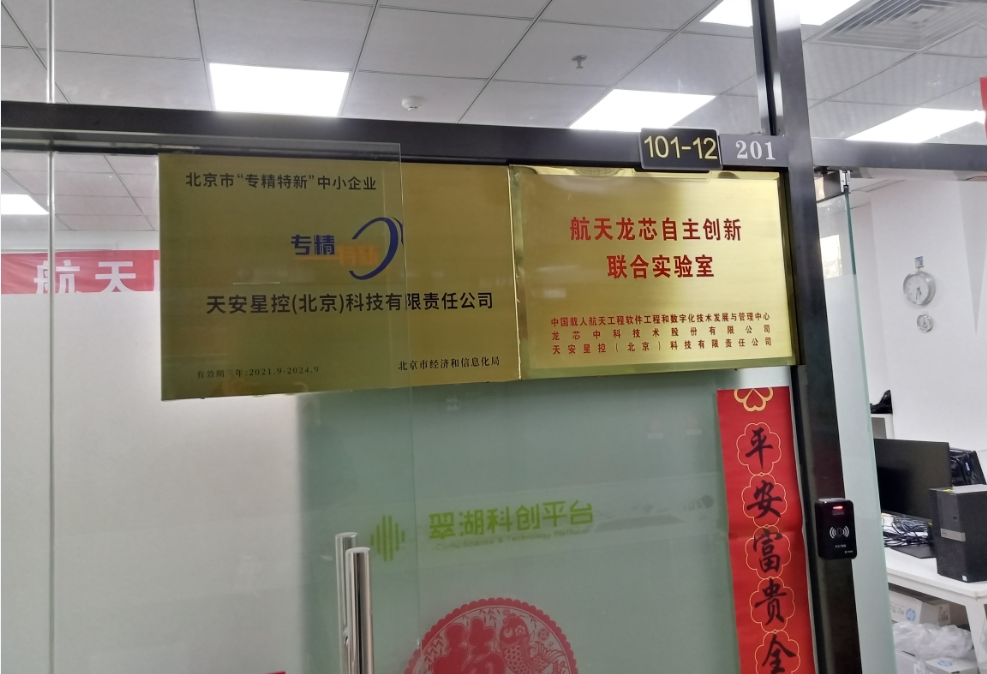 101-12
201
北京市“专精特新”中小企业
专精特新
天安星控(北京)科技有限责任公司
北京市经济和信息化局
有效期三年:2021.9-2024.9
航天龙芯自主创新
联合实验室
中国载人航天工程软件工程和数字化技术发展与管理中心
龙芯中科技术股份有限公司
天安星控(北京)科技有限责任公司
航天
翠湖科创平台
平安富贵全
福